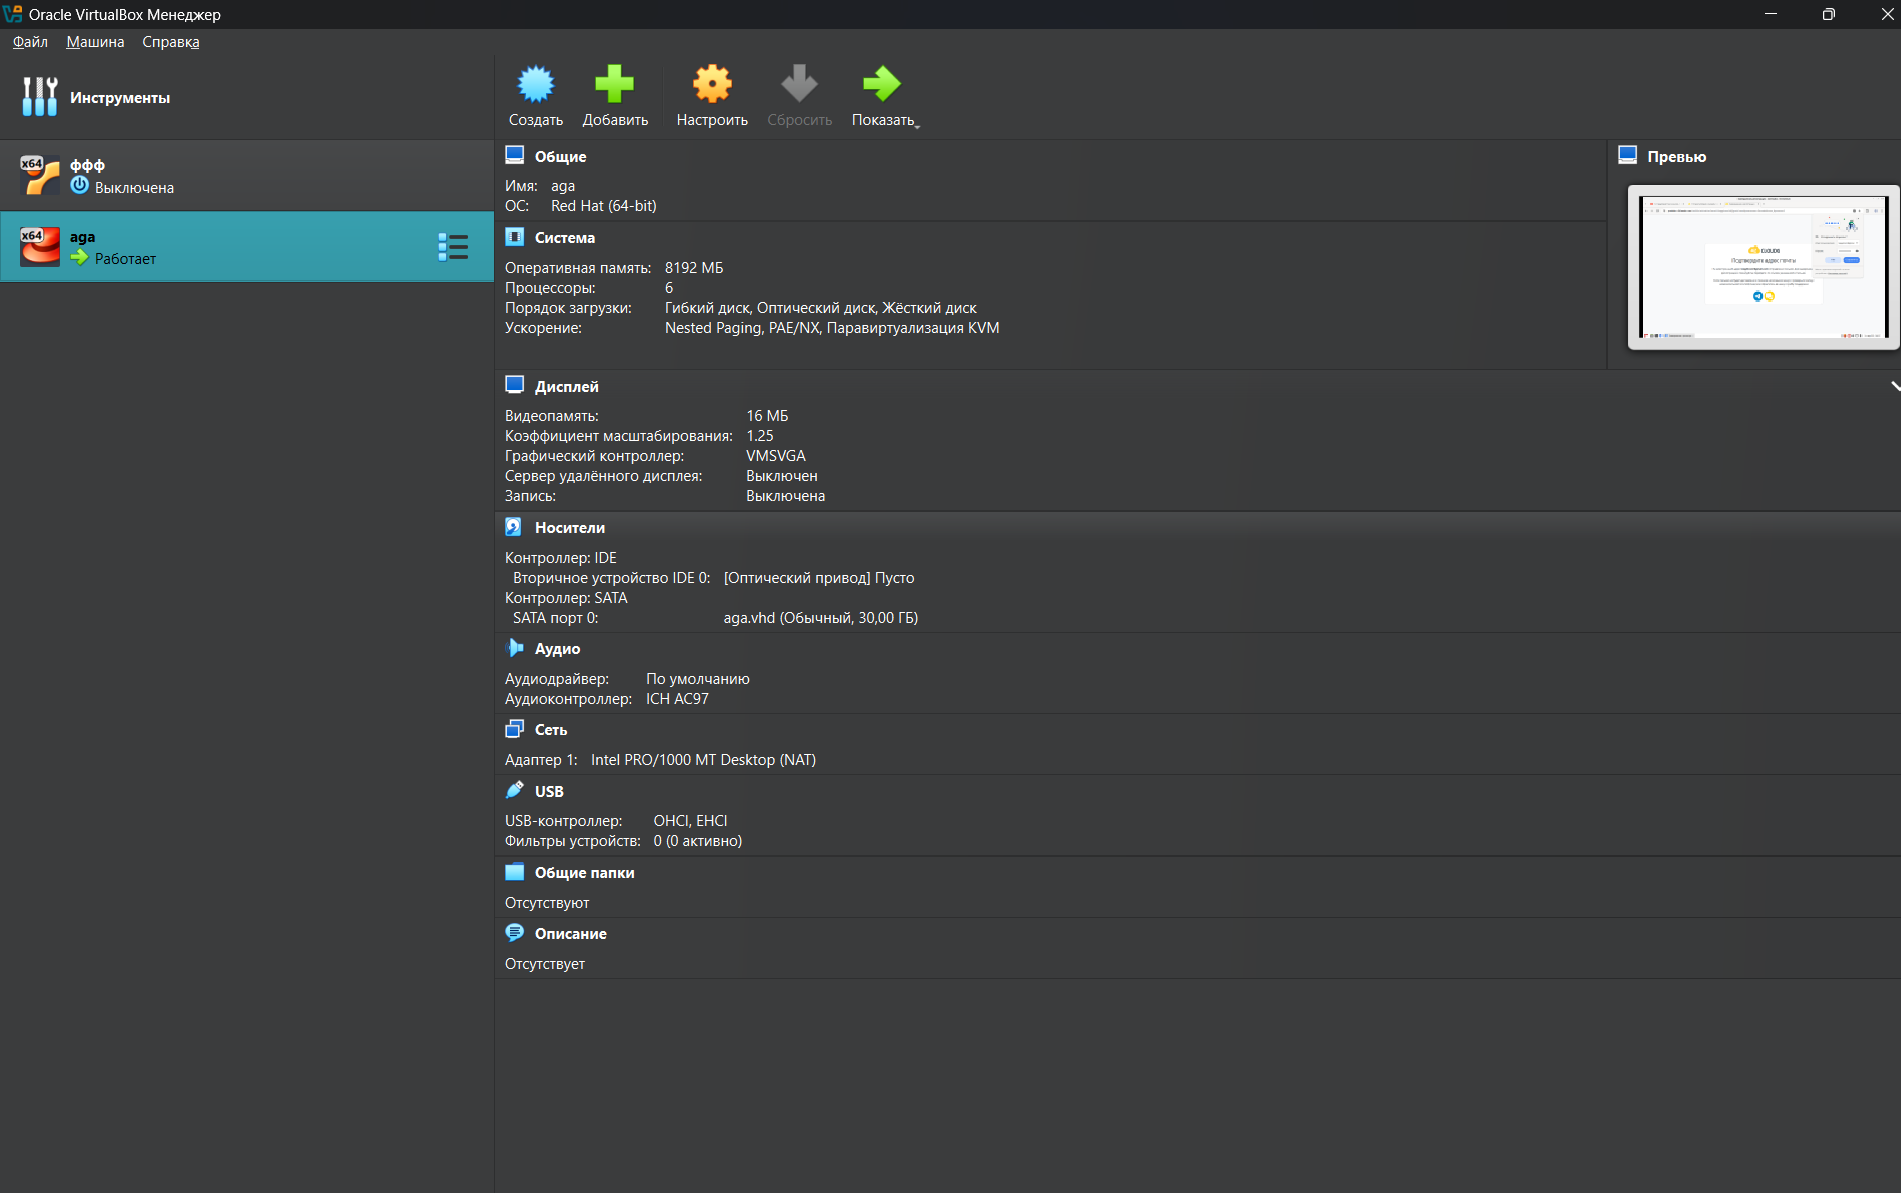 Oracle VirtualBox Менеджер
Файл Машина Справка
Инструменты
Создать Добавить Настроить Сбросить Показать
x64
ффф
Выключена
x64
aga
Работает
Общие
Имя: aga
ОС: Red Hat (64-bit)
Превью
Подтвердите адрес почты
Система
Оперативная память: 8192 МБ
Процессоры: 6
Порядок загрузки: Гибкий диск, Оптический диск, Жёсткий диск
Ускорение: Nested Paging, PAE/NX, Паравиртуализация KVM
Дисплей
Видеопамять: 16 МБ
Коэффициент масштабирования: 1.25
Графический контроллер: VMSVGA
Сервер удалённого дисплея: Выключен
Запись: Выключена
Носители
Контроллер: IDE
Вторичное устройство IDE 0: [Оптический привод] Пусто
Контроллер: SATA
SATA порт 0: aga.vhd (Обычный, 30,00 ГБ)
Аудио
Аудиодрайвер: По умолчанию
Аудиоконтроллер: ICH AC97
Сеть
Адаптер 1: Intel PRO/1000 MT Desktop (NAT)
USB
USB-контроллер: OHCI, EHCI
Фильтры устройств: 0 (0 активно)
Общие папки
Отсутствуют
Описание
Отсутствует